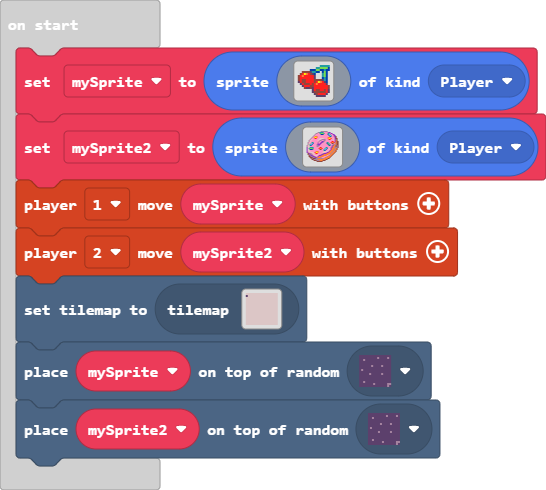 on start
set mySprite to sprite of kind Player
set mySprite2 to sprite of kind Player
player 1 move mySprite with buttons
player 2 move mySprite2 with buttons
set tilemap to tilemap
place mySprite on top of random
place mySprite2 on top of random